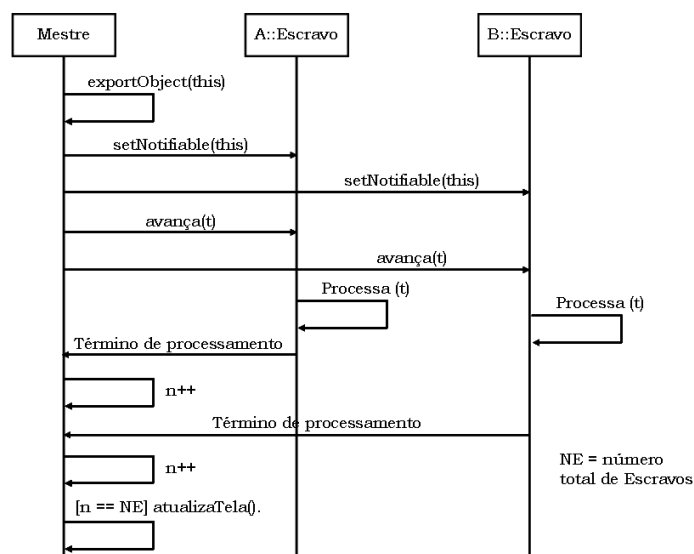 Mestre
A::Escravo
B::Escravo
exportObject(this)
setNotifiable(this)
setNotifiable(this)
avança(t)
avança(t)
Processa (t)
Processa (t)
Término de processamento
n++
Término de processamento
n++
NE = número
total de Escravos
[n == NE] atualizaTela().